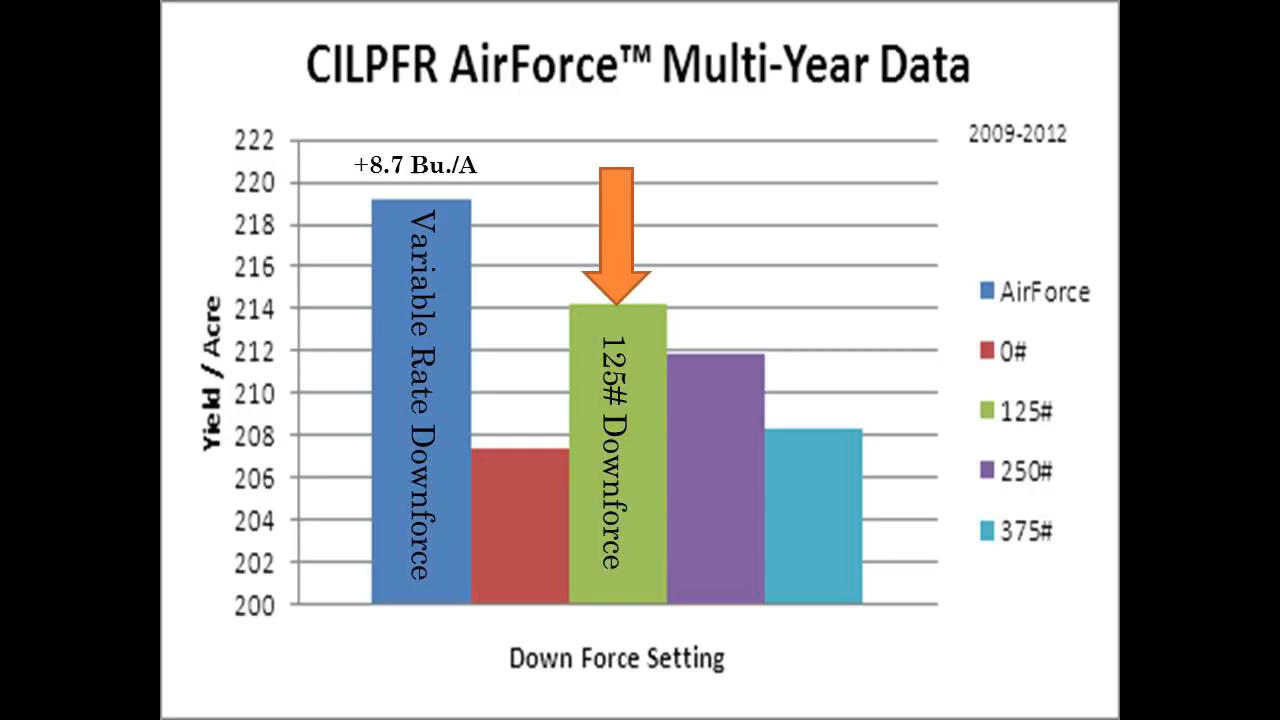 CILPFR AirForce™ Multi-Year Data
2009-2012
+8.7 Bu./A
222
220
218
216
214
212
210
208
206
204
202
200
Yield / Acre
Variable Rate Downforce
125# Downforce
AirForce
0#
125#
250#
375#
Down Force Setting